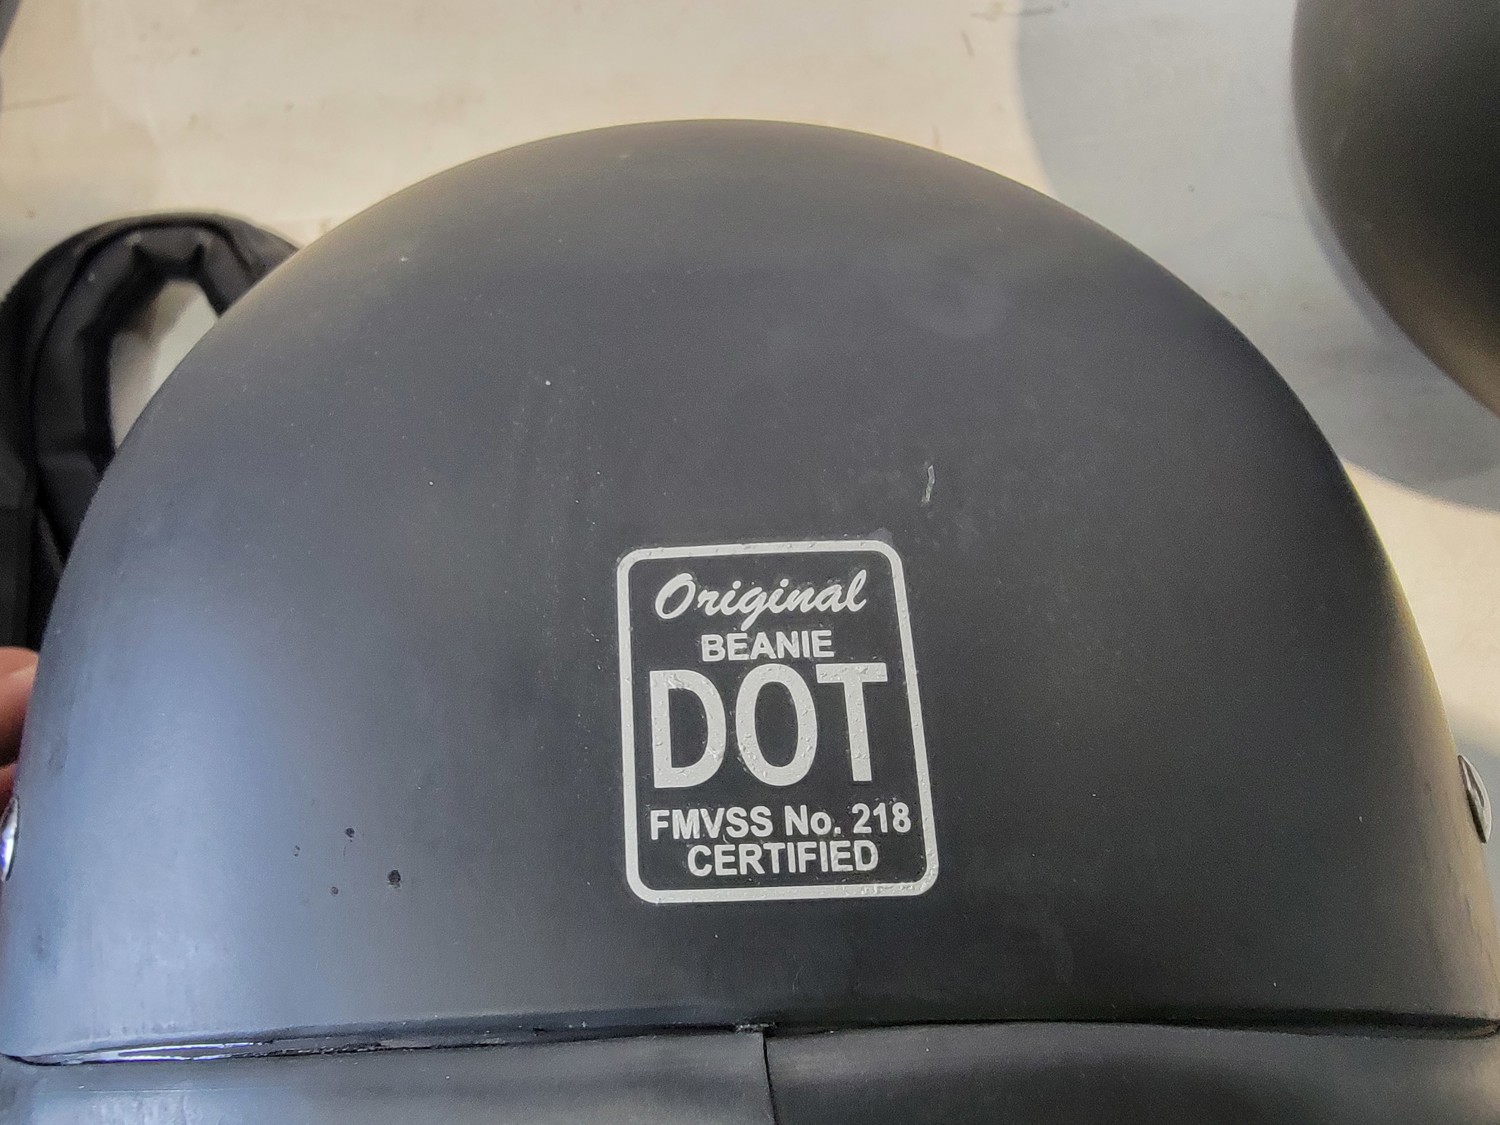 Original
BEANIE
DOT
FMVSS No. 218
CERTIFIED